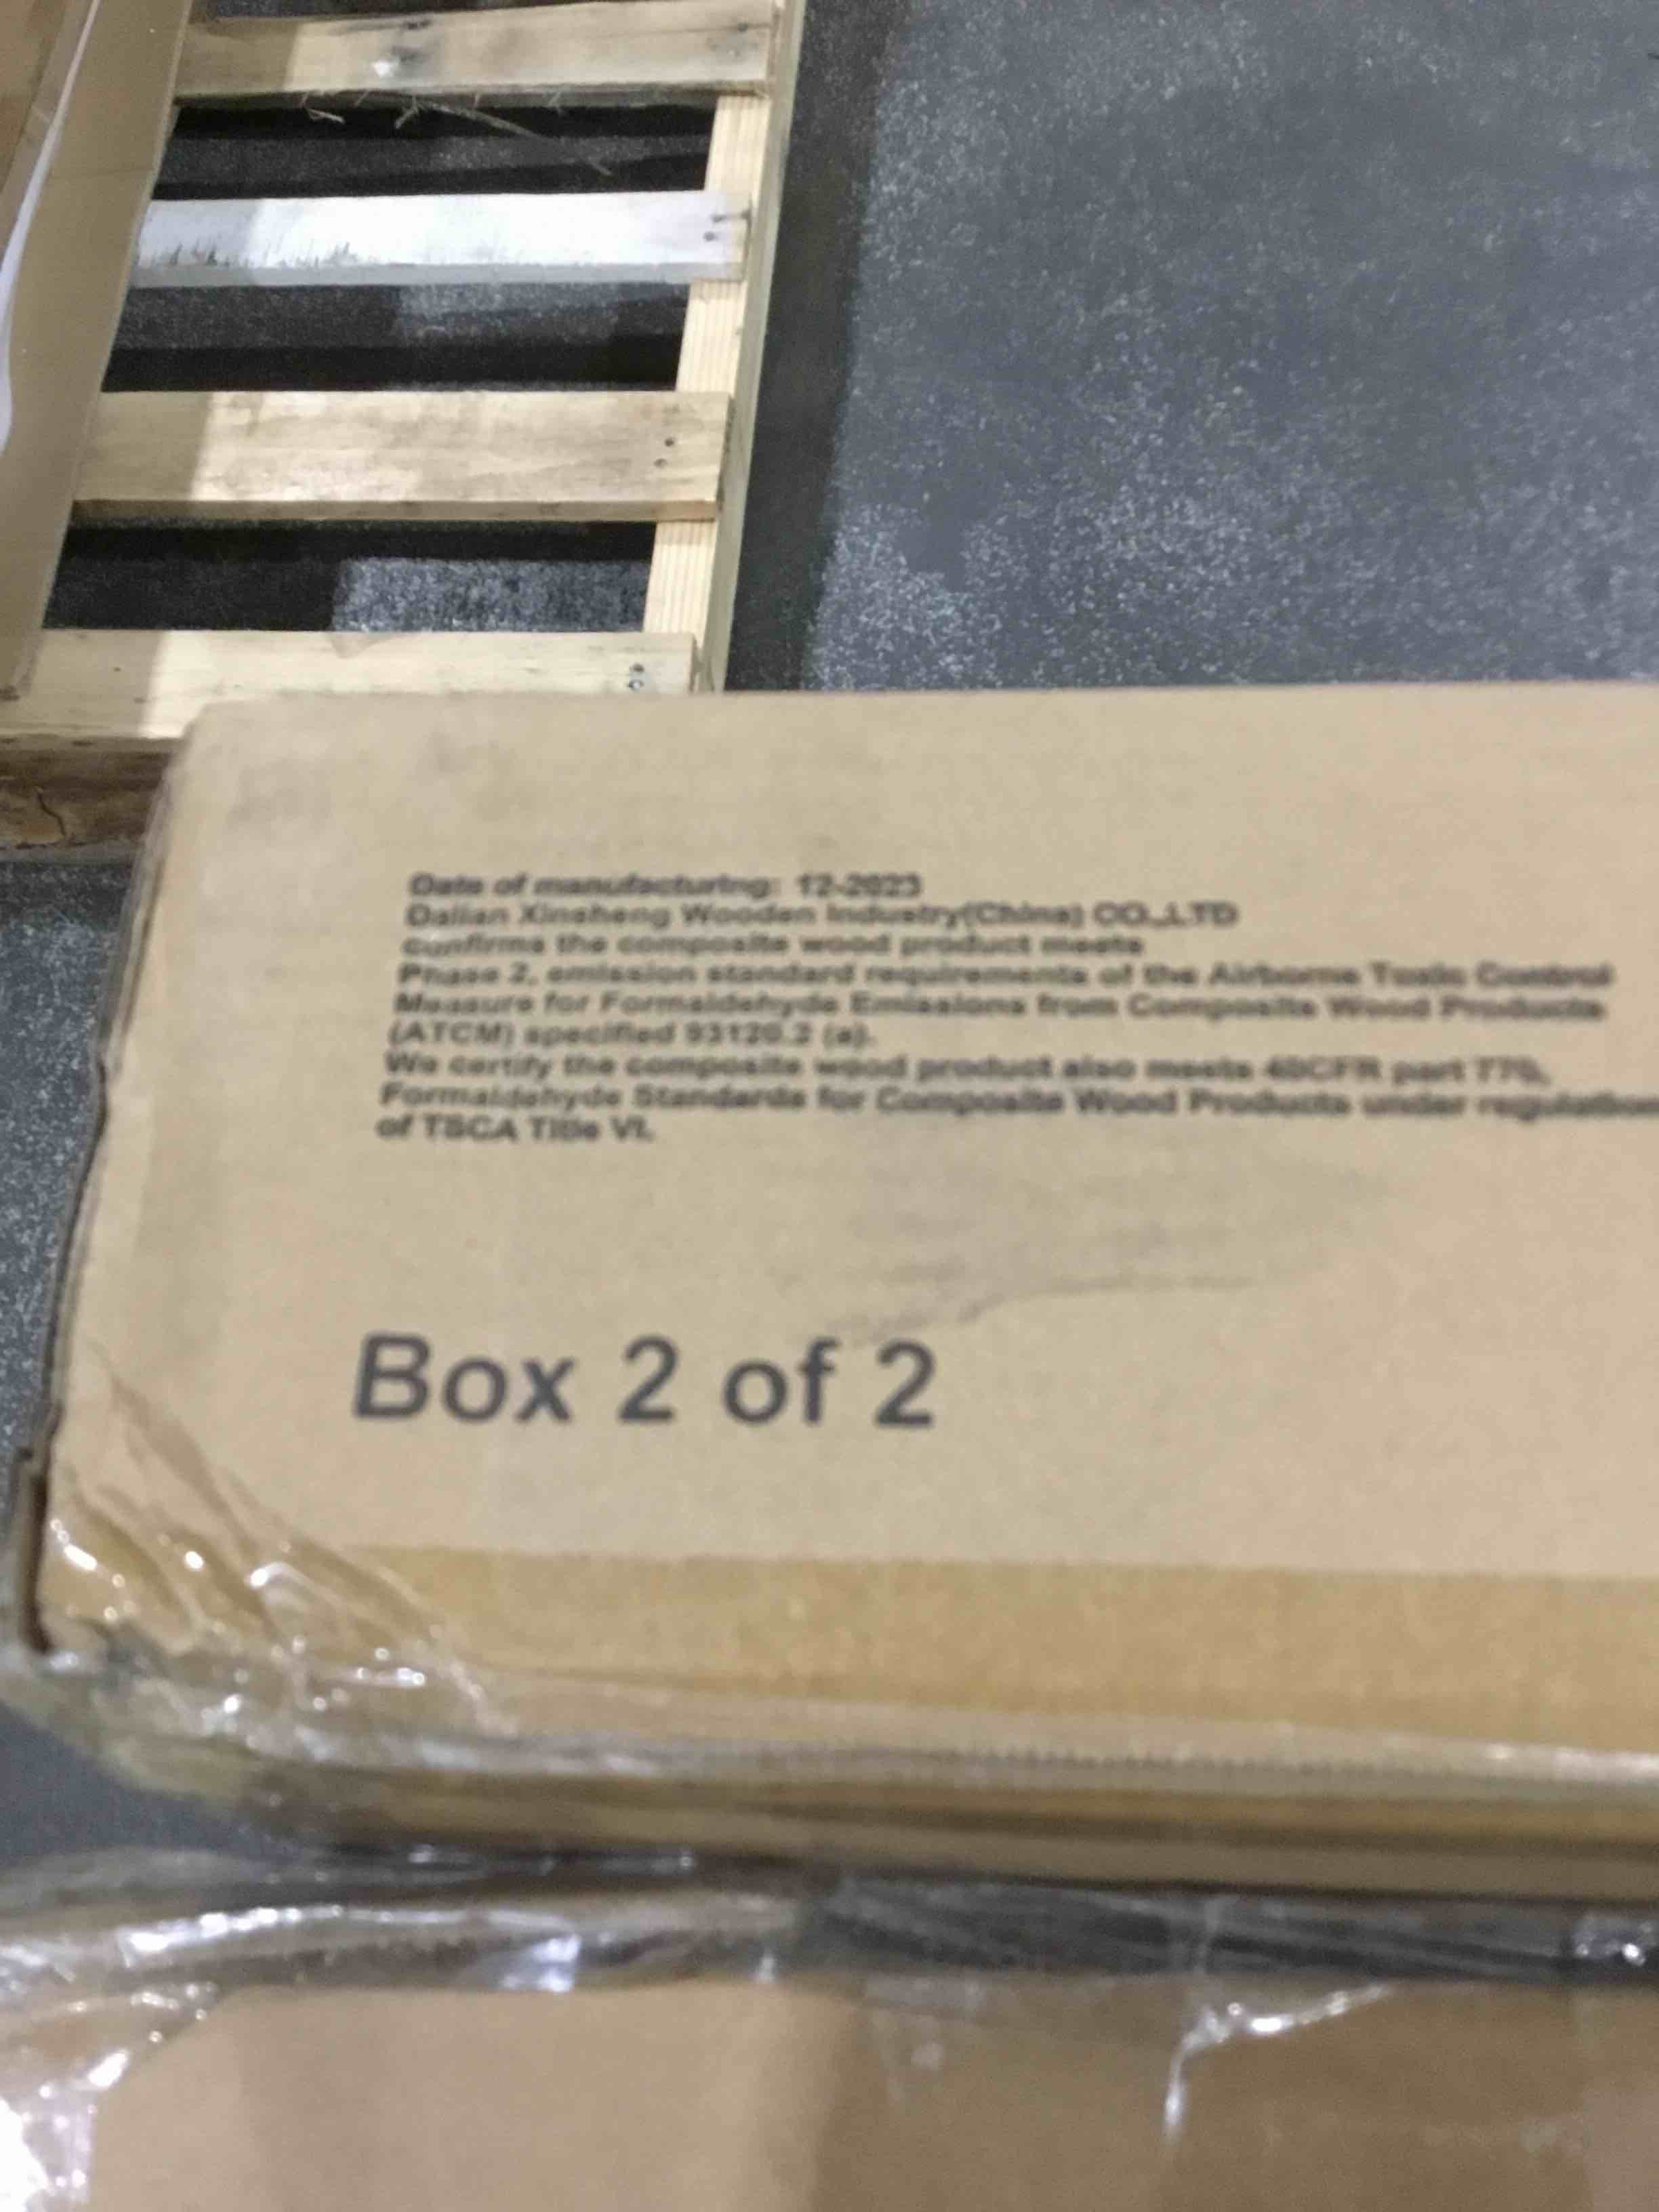 Date of manufacturing: 12-2023
Dalian Xinsheng Wooden Industry(China) CO.,LTD
confirms the composite wood product meets
Phase 2, emission standard requirements of the Airborne Toxic Control
Measure for Formaldehyde Emissions from Composite Wood Products
(ATCM) specified 93120.2 (a).
We certify the composite wood product also meets 40CFR part 770,
Formaldehyde Standards for Composite Wood Products under regulation
of TSCA Title VI.
Box 2 of 2